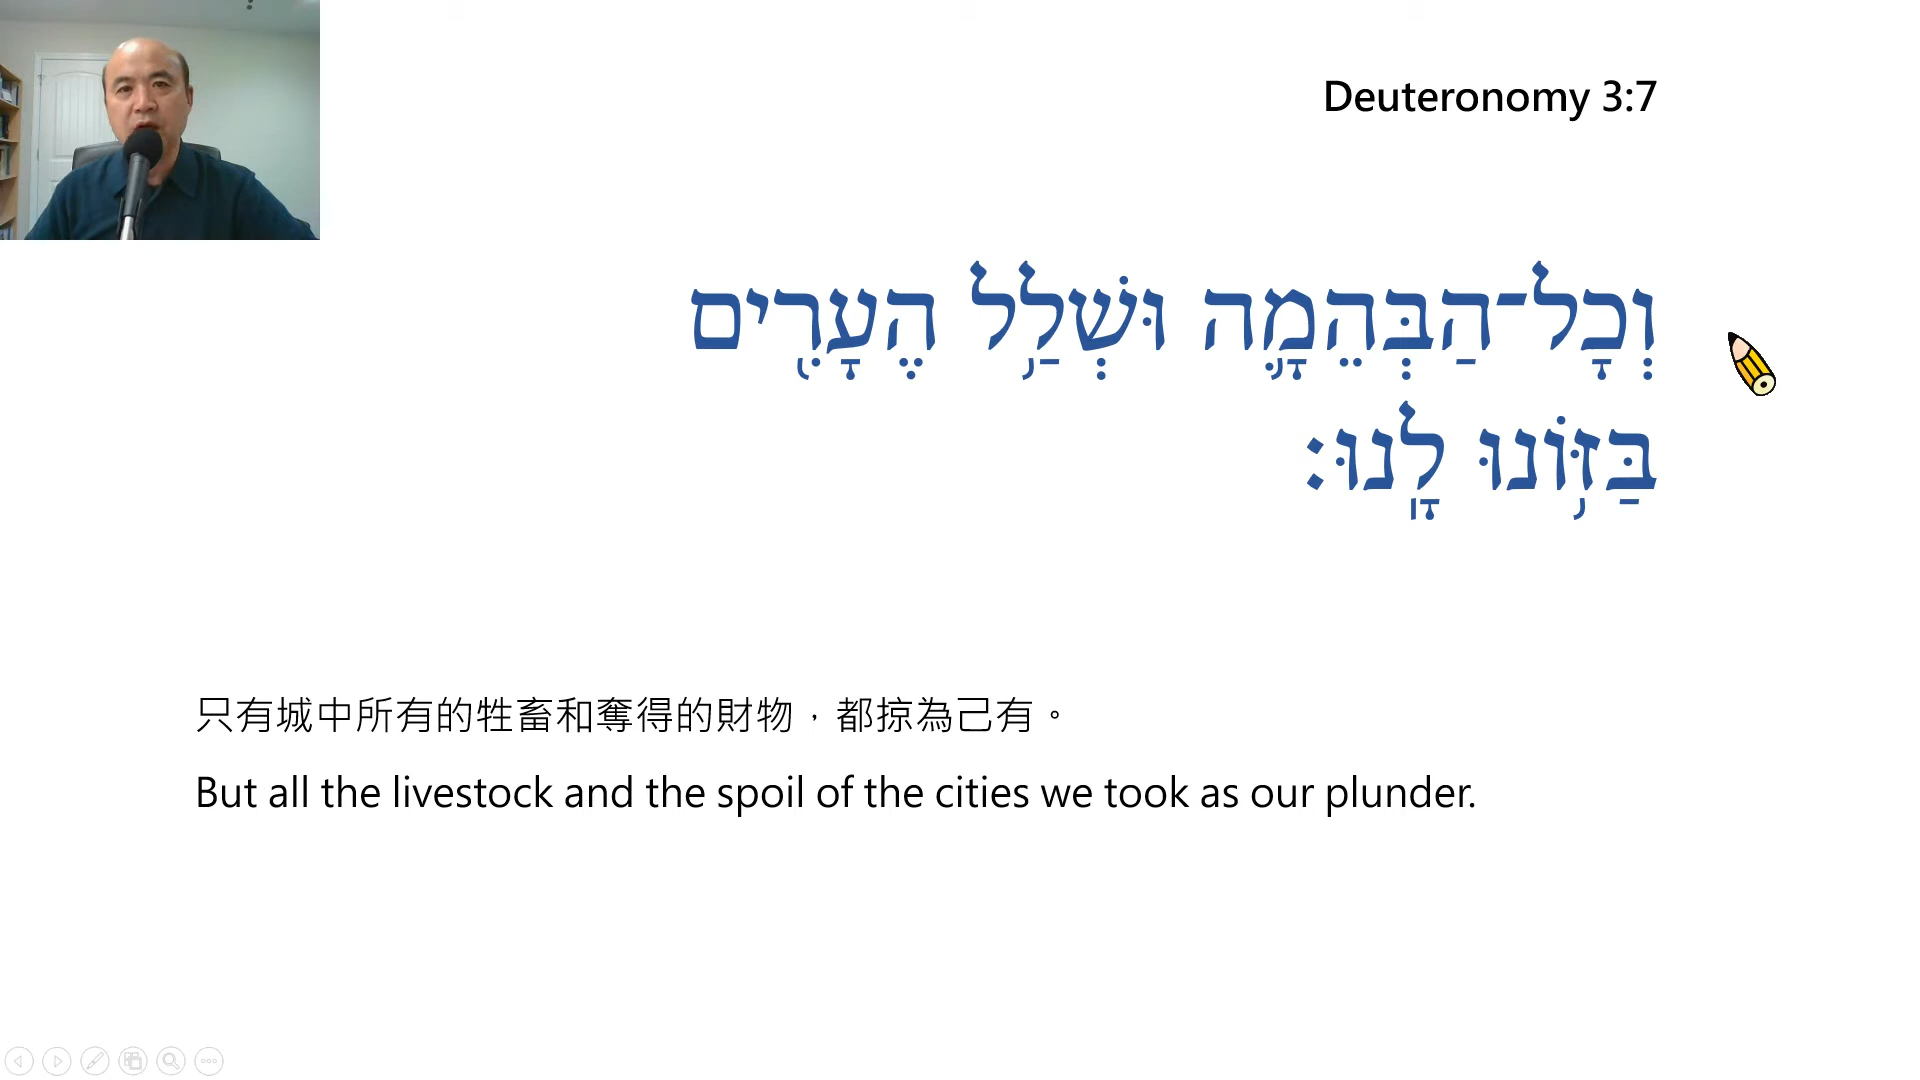 Deuteronomy 3:7
וְכָל־הַבְּהֵמָ֛ה וּשְׁלַ֥ל הֶעָרִ֖ים
בַּזּ֥וֹנוּ לָֽנוּ׃
只有城中所有的牲畜和奪得的財物，都掠為己有。
But all the livestock and the spoil of the cities we took as our plunder.